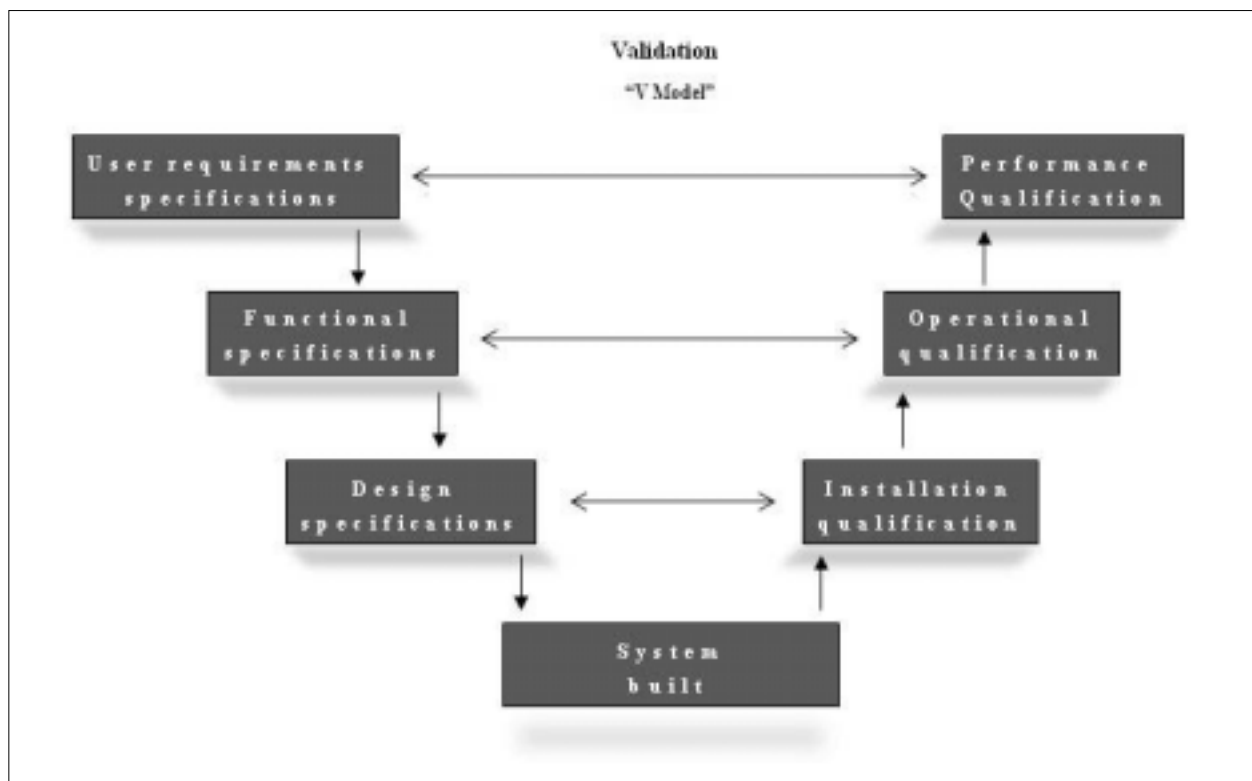 Validation
“V Model”
User requirements
specifications
Performance
Qualification
Functional
specifications
Operational
qualification
Design
specifications
Installation
qualification
System
built